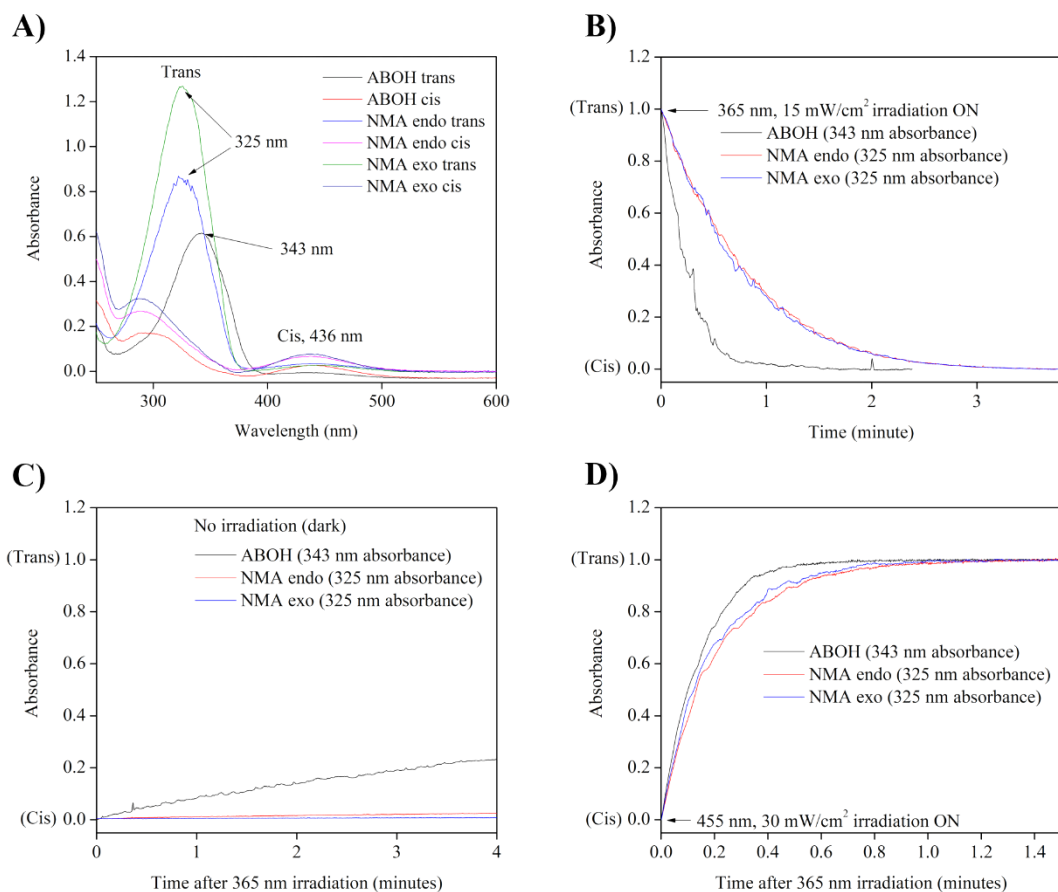 A)
Trans
325 nm
343 nm
Cis, 436 nm
ABOH trans
ABOH cis
NMA endo trans
NMA endo cis
NMA exo trans
NMA exo cis
1.4
1.2
1.0
0.8
0.6
0.4
0.2
0.0
Absorbance
300
400
500
600
Wavelength (nm)
B)
1.2
(Trans) 1.0
0.8
0.6
0.4
0.2
(Cis) 0.0
Absorbance
365 nm, 15 mW/cm² irradiation ON
ABOH (343 nm absorbance)
NMA endo (325 nm absorbance)
NMA exo (325 nm absorbance)
0
1
2
3
Time (minute)
C)
1.2
(Trans) 1.0
0.8
0.6
0.4
0.2
(Cis) 0.0
Absorbance
No irradiation (dark)
ABOH (343 nm absorbance)
NMA endo (325 nm absorbance)
NMA exo (325 nm absorbance)
0
1
2
3
4
Time after 365 nm irradiation (minutes)
D)
1.2
(Trans) 1.0
0.8
0.6
0.4
0.2
(Cis) 0.0
Absorbance
ABOH (343 nm absorbance)
NMA endo (325 nm absorbance)
NMA exo (325 nm absorbance)
455 nm, 30 mW/cm² irradiation ON
0.0
0.2
0.4
0.6
0.8
1.0
1.2
1.4
Time after 365 nm irradiation (minutes)